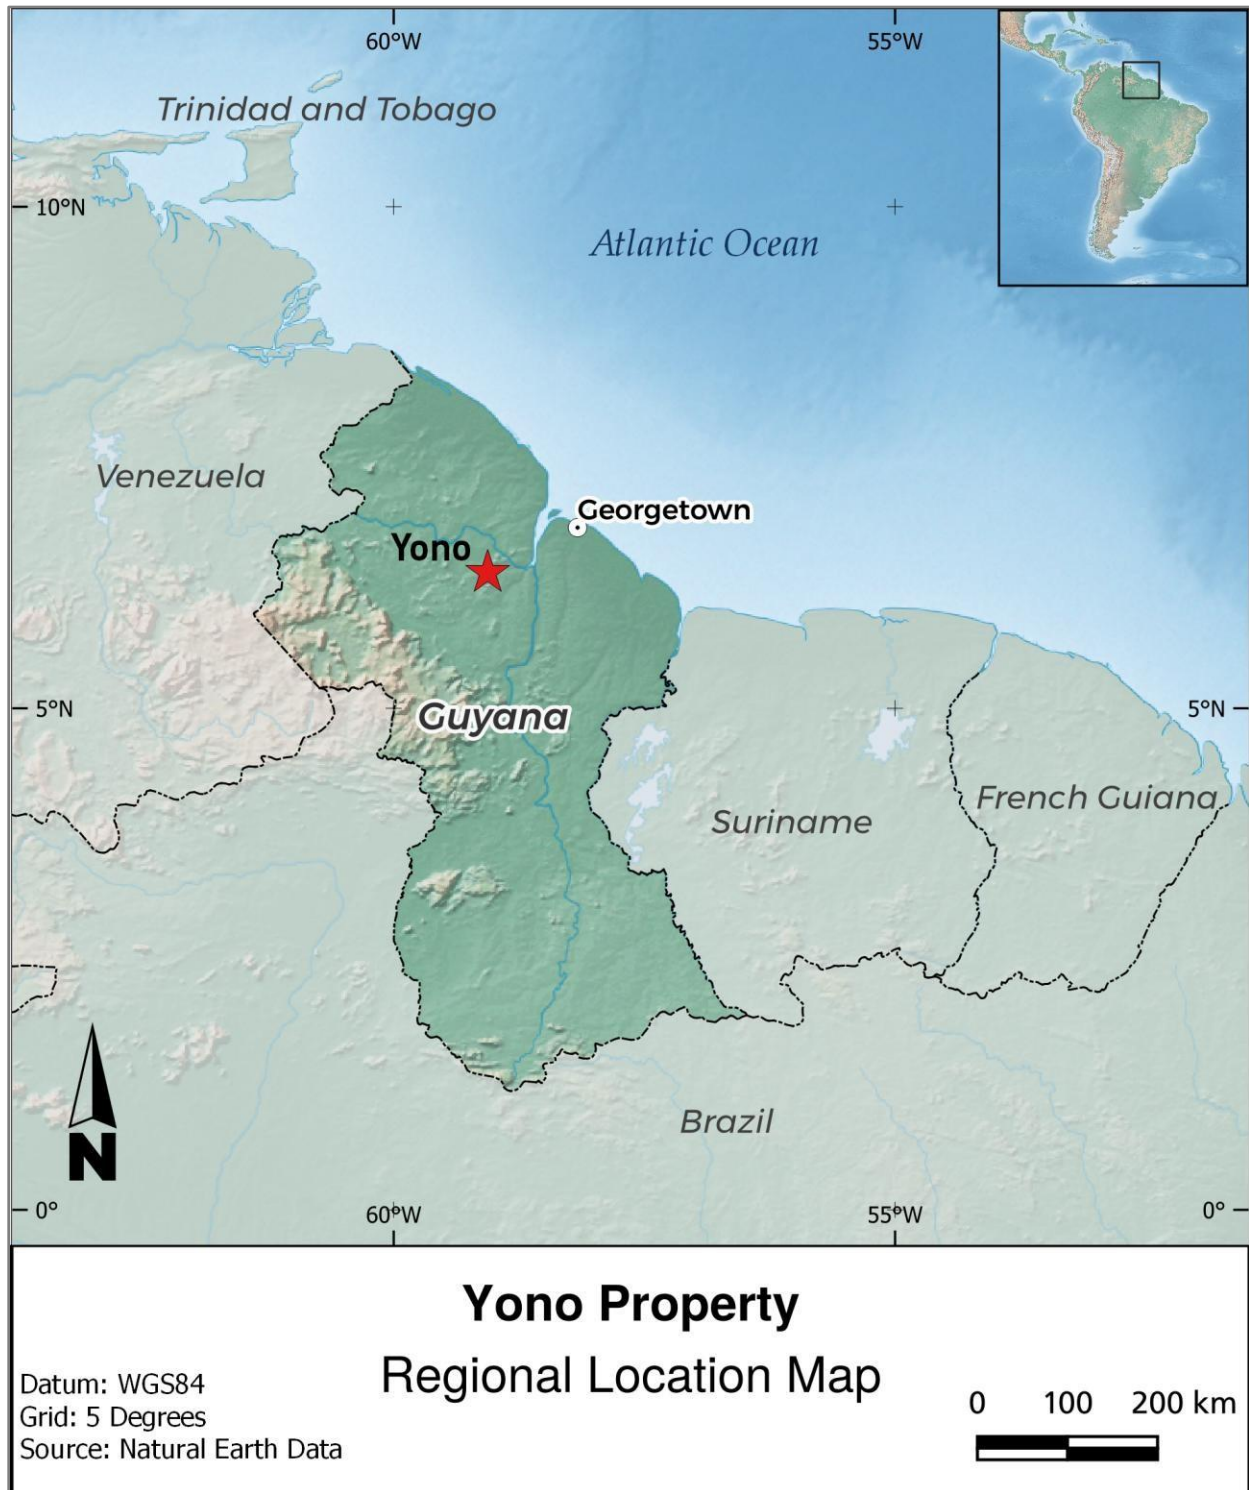 60°W
55°W
Trinidad and Tobago
10°N
Atlantic Ocean
Venezuela
Georgetown
Yono
5°N
Guyana
5°N
Suriname
French Guiana
Brazil
N
0°
60°W
55°W
0°
Yono Property
Regional Location Map
Datum: WGS84
Grid: 5 Degrees
Source: Natural Earth Data
0 100 200 km